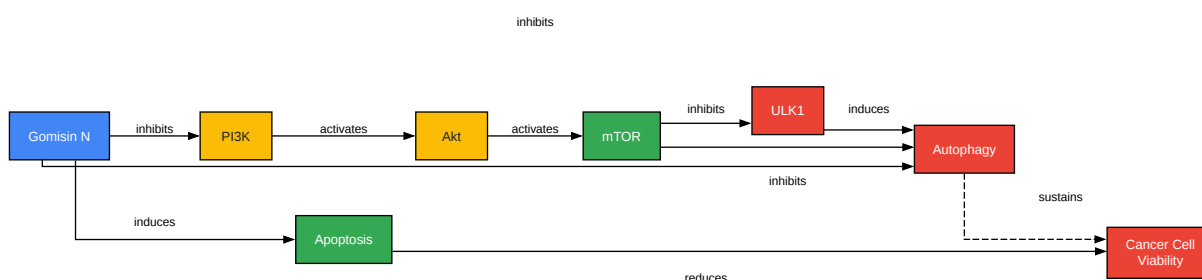 inhibits
Gomisin N
inhibits
PI3K
activates
Akt
activates
mTOR
inhibits
ULK1
induces
Autophagy
inhibits
sustains
induces
Apoptosis
Cancer Cell
Viability
reduces